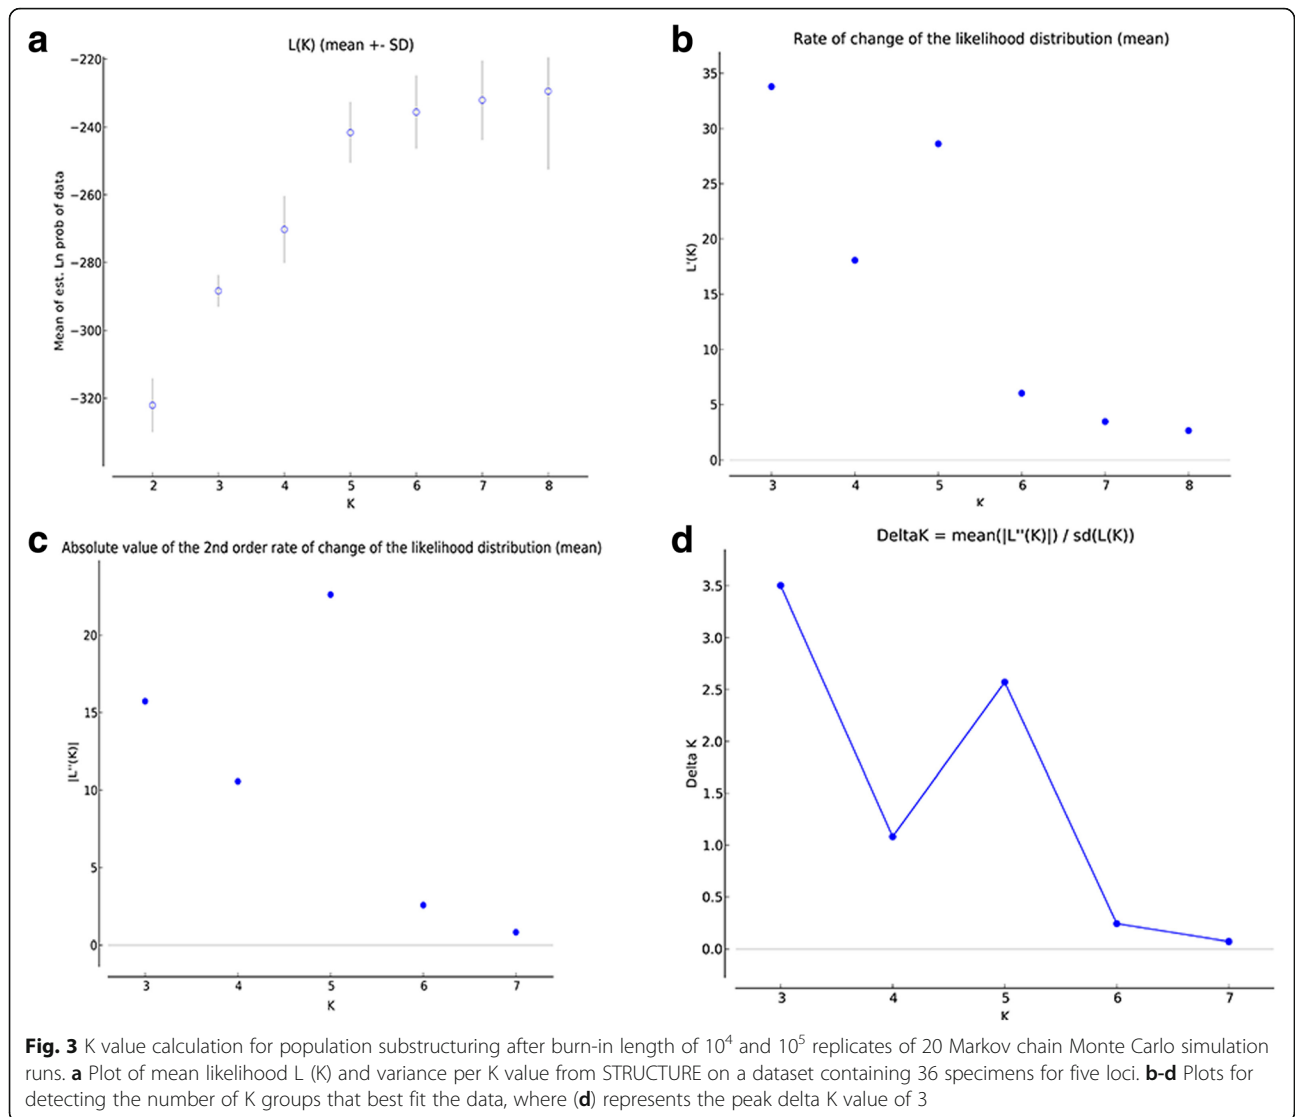 a
L(K) (mean +- SD)
Mean of est. Ln prob of data
−220
−240
−260
−280
−300
−320
2 3 4 5 6 7 8
K
b
Rate of change of the likelihood distribution (mean)
L'(K)
35
30
25
20
15
10
5
0
3 4 5 6 7 8
K
c
Absolute value of the 2nd order rate of change of the likelihood distribution (mean)
|L''(K)|
20
15
10
5
0
3 4 5 6 7
K
d
DeltaK = mean(|L''(K)|) / sd(L(K))
Delta K
3.5
3.0
2.5
2.0
1.5
1.0
0.5
0.0
3 4 5 6 7
K
Fig. 3 K value calculation for population substructuring after burn-in length of 10⁴ and 10⁵ replicates of 20 Markov chain Monte Carlo simulation
runs. a Plot of mean likelihood L (K) and variance per K value from STRUCTURE on a dataset containing 36 specimens for five loci. b-d Plots for
detecting the number of K groups that best fit the data, where (d) represents the peak delta K value of 3